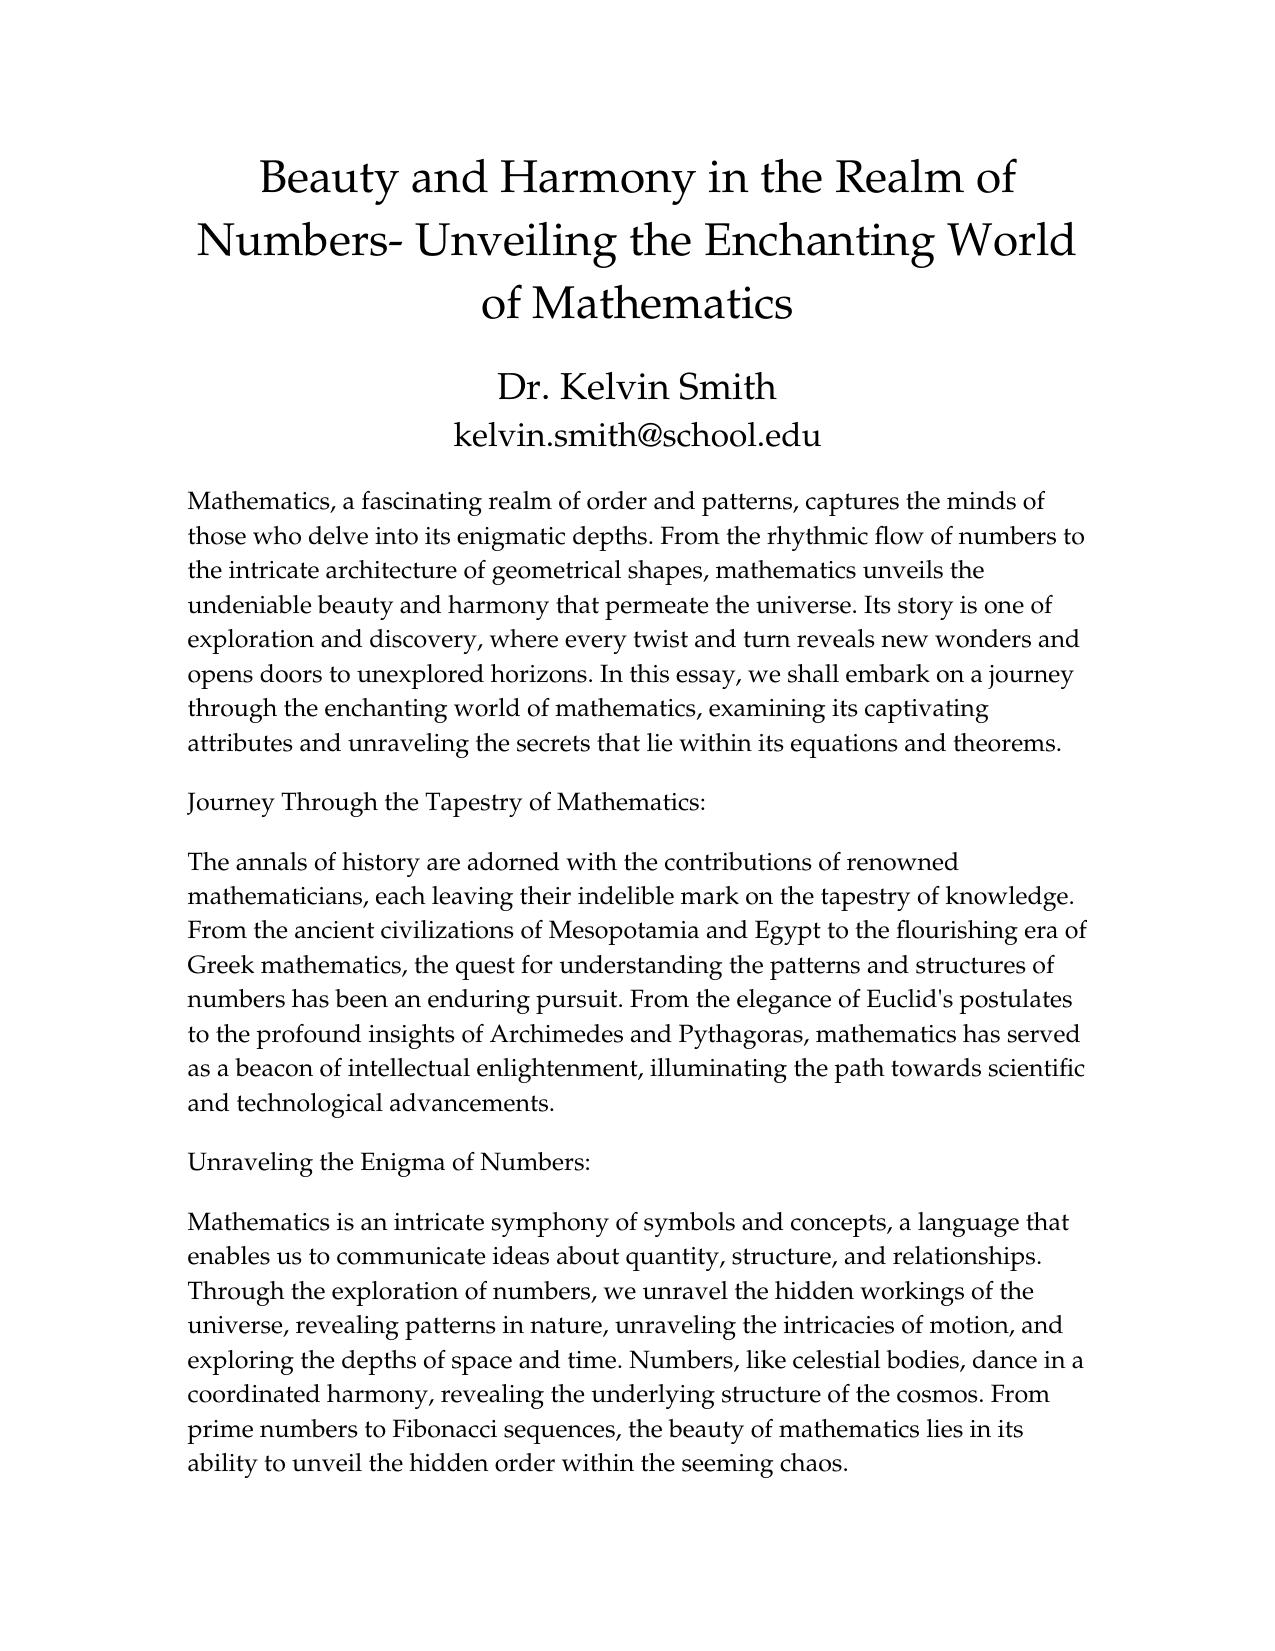 Beauty and Harmony in the Realm of
Numbers- Unveiling the Enchanting World
of Mathematics
Dr. Kelvin Smith
kelvin.smith@school.edu
Mathematics, a fascinating realm of order and patterns, captures the minds of
those who delve into its enigmatic depths. From the rhythmic flow of numbers to
the intricate architecture of geometrical shapes, mathematics unveils the
undeniable beauty and harmony that permeate the universe. Its story is one of
exploration and discovery, where every twist and turn reveals new wonders and
opens doors to unexplored horizons. In this essay, we shall embark on a journey
through the enchanting world of mathematics, examining its captivating
attributes and unraveling the secrets that lie within its equations and theorems.
Journey Through the Tapestry of Mathematics:
The annals of history are adorned with the contributions of renowned
mathematicians, each leaving their indelible mark on the tapestry of knowledge.
From the ancient civilizations of Mesopotamia and Egypt to the flourishing era of
Greek mathematics, the quest for understanding the patterns and structures of
numbers has been an enduring pursuit. From the elegance of Euclid's postulates
to the profound insights of Archimedes and Pythagoras, mathematics has served
as a beacon of intellectual enlightenment, illuminating the path towards scientific
and technological advancements.
Unraveling the Enigma of Numbers:
Mathematics is an intricate symphony of symbols and concepts, a language that
enables us to communicate ideas about quantity, structure, and relationships.
Through the exploration of numbers, we unravel the hidden workings of the
universe, revealing patterns in nature, unraveling the intricacies of motion, and
exploring the depths of space and time. Numbers, like celestial bodies, dance in a
coordinated harmony, revealing the underlying structure of the cosmos. From
prime numbers to Fibonacci sequences, the beauty of mathematics lies in its
ability to unveil the hidden order within the seeming chaos.